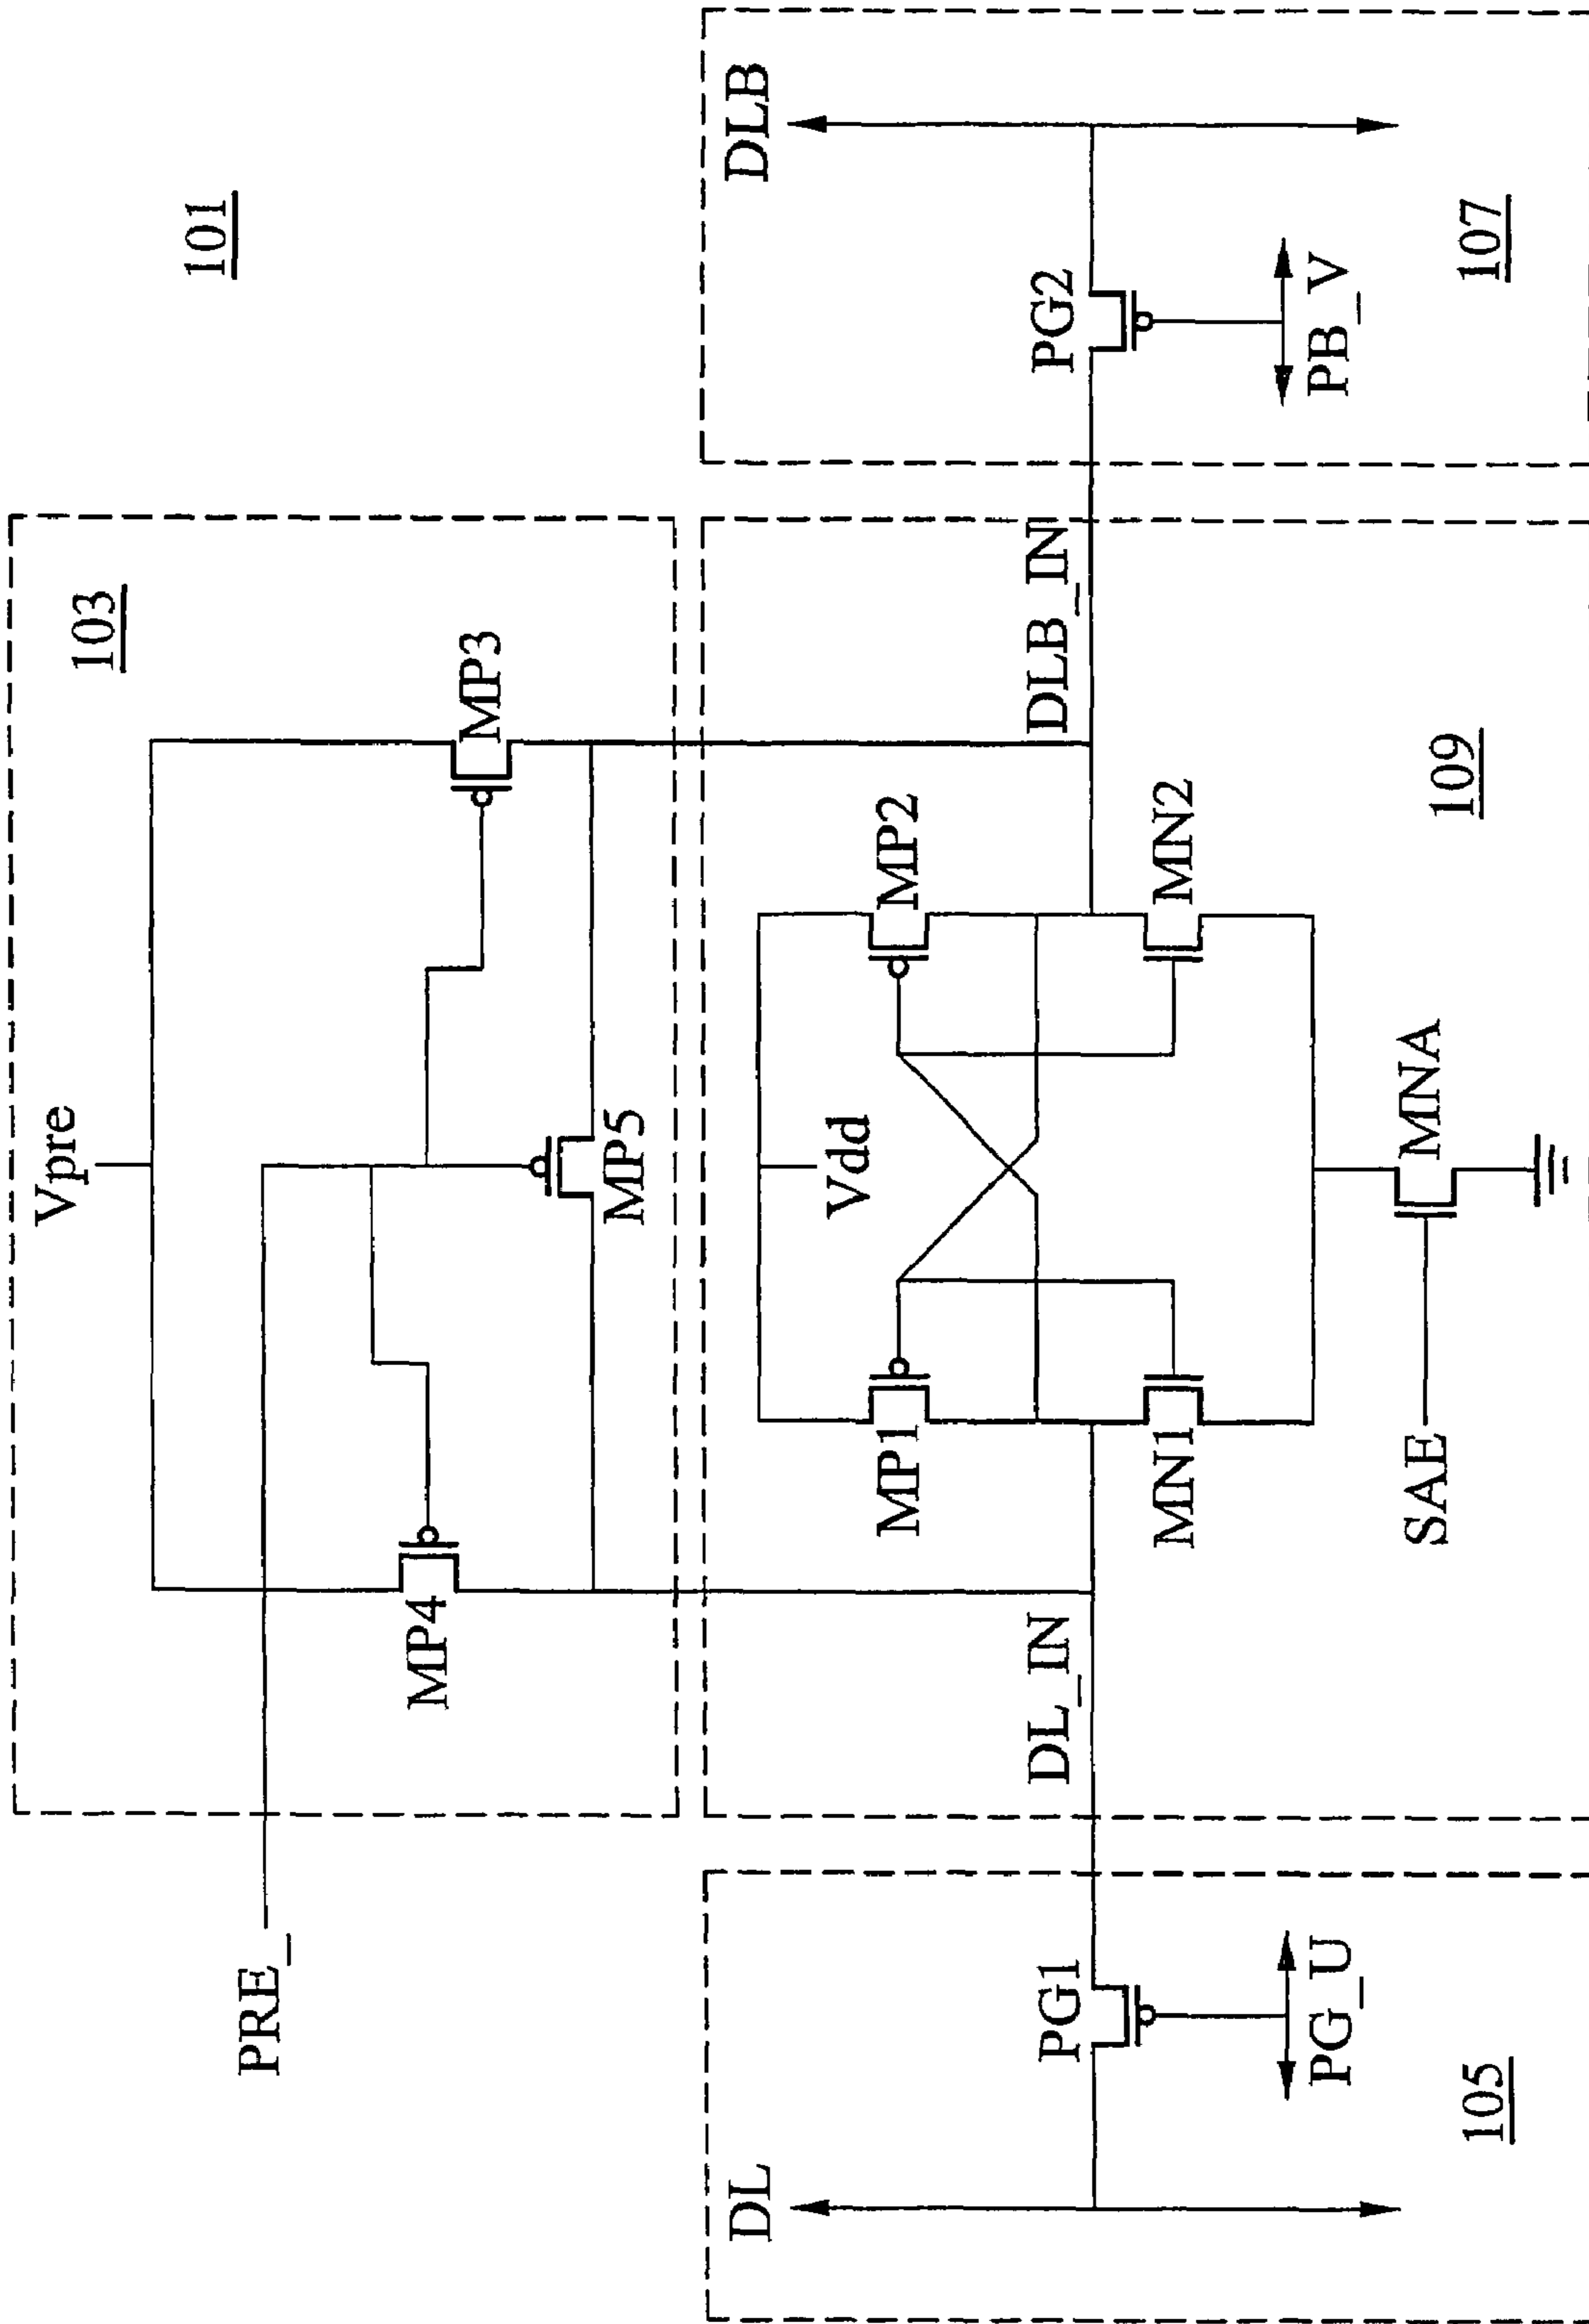 101
103
Vpre
PRE_
MP4
MP3
MP5
DL
DL_IN
DLB_IN
DLB
PG1
PG_U
105
MP1
Vdd
MP2
MN1
MN2
SAE
MNA
109
PG2
PB_V
107